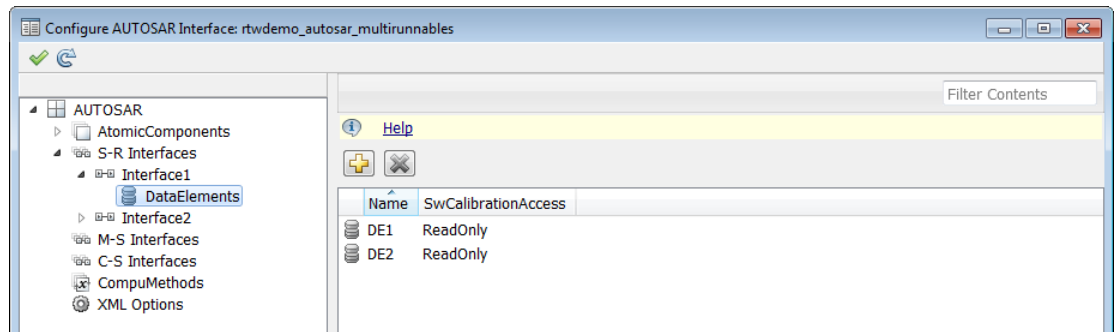 Configure AUTOSAR Interface: rtwdemo_autosar_multirunnables
Filter Contents
AUTOSAR
AtomicComponents
S-R Interfaces
Interface1
DataElements
Interface2
M-S Interfaces
C-S Interfaces
CompuMethods
XML Options
Help
Name SwCalibrationAccess
DE1 ReadOnly
DE2 ReadOnly